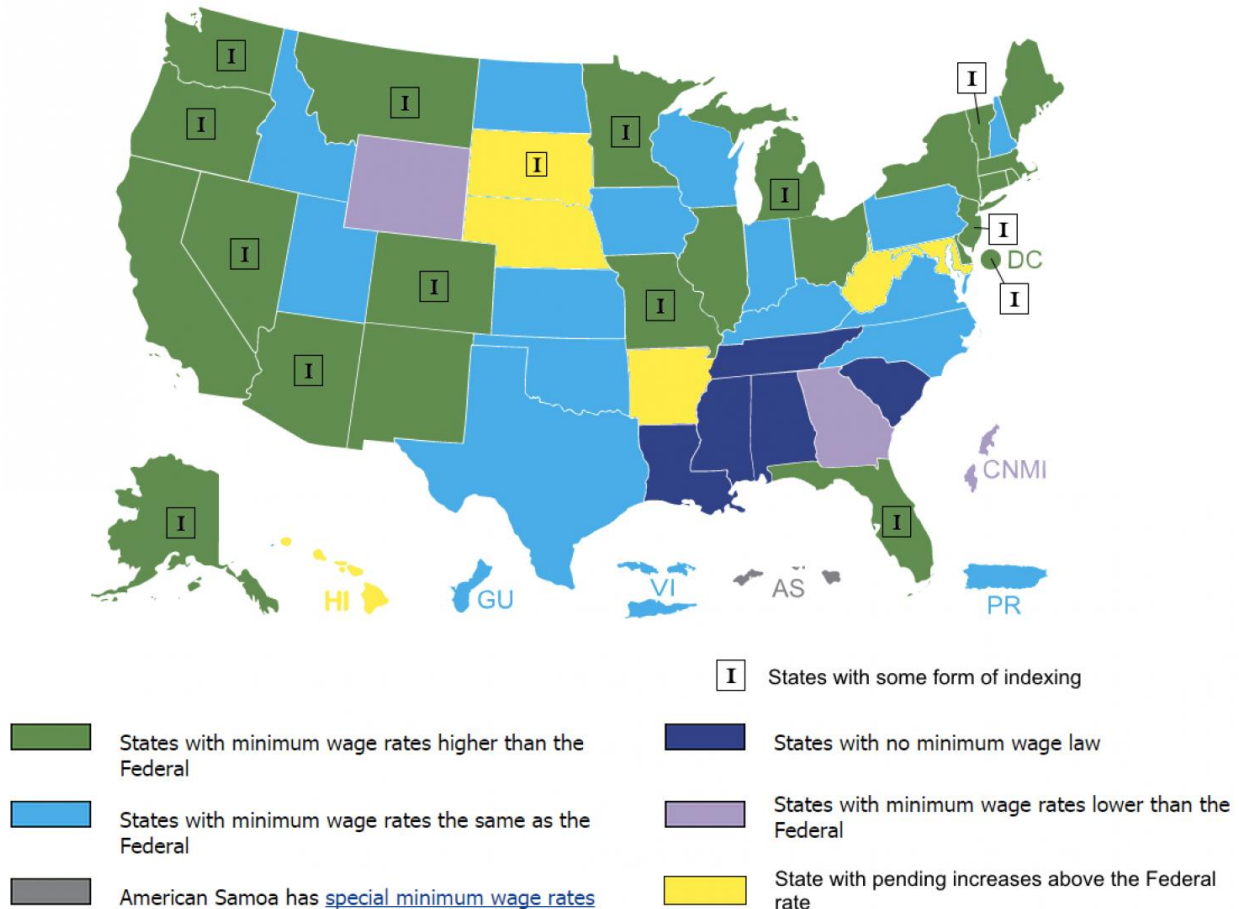 I
I
I
I
I
I
I
I
I
I
I
I
DC
I
I
I
CNMI
I
I
HI
GU
VI
AS
PR
I States with some form of indexing
States with minimum wage rates higher than the
Federal
States with no minimum wage law
States with minimum wage rates the same as the
Federal
States with minimum wage rates lower than the
Federal
American Samoa has special minimum wage rates
State with pending increases above the Federal
rate